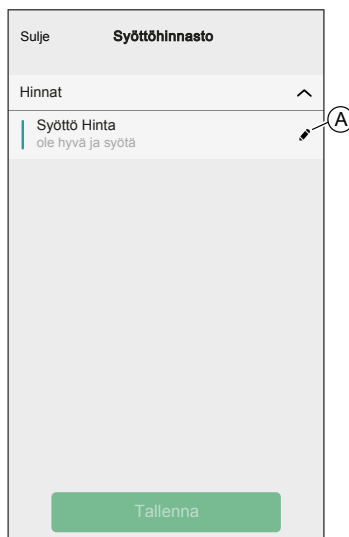 Sulje Syöttöhinnasto
Hinnat
Syöttö Hinta
ole hyvä ja syötä
A
Tallenna